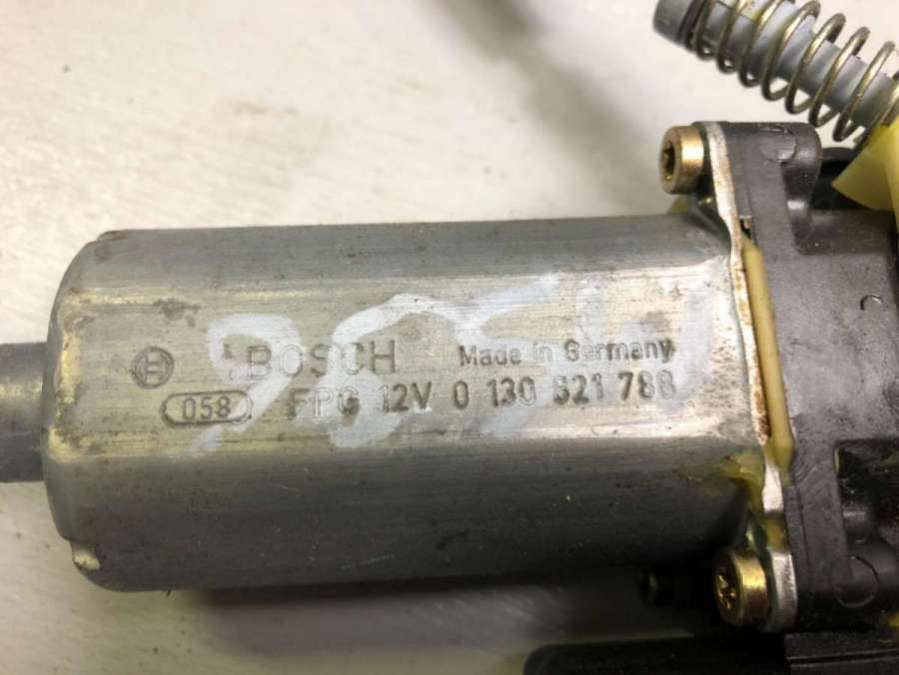 BOSCH Made in Germany
058 FPG 12V 0 130 821 788